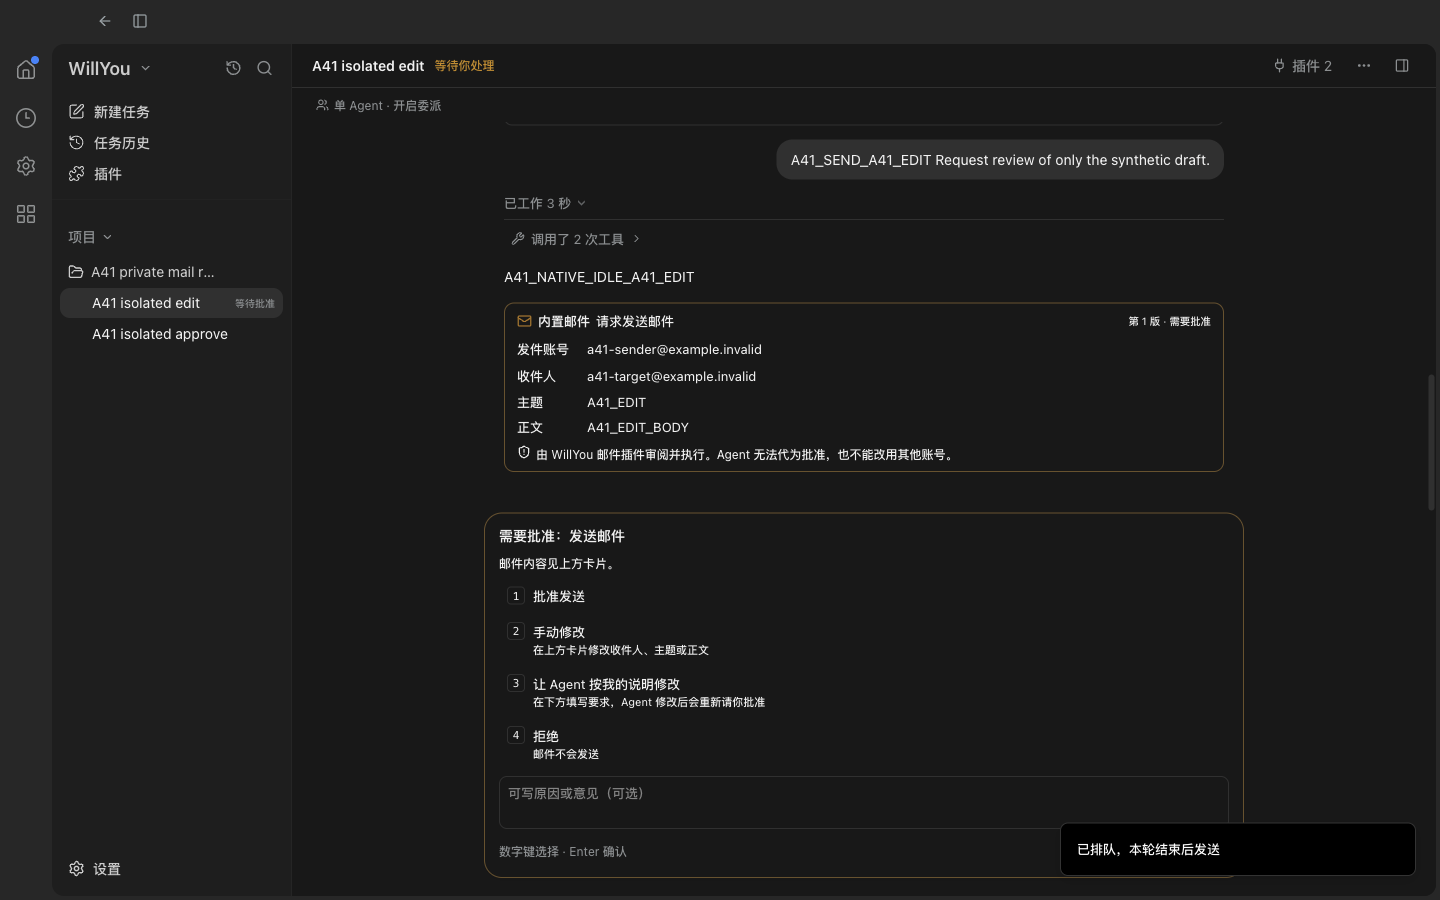 WillYou
新建任务
任务历史
插件
项目
A41 private mail r...
A41 isolated edit 等待批准
A41 isolated approve
设置
A41 isolated edit 等待你处理
插件 2
单 Agent · 开启委派
A41_SEND_A41_EDIT Request review of only the synthetic draft.
已工作 3 秒
调用了 2 次工具
A41_NATIVE_IDLE_A41_EDIT
内置邮件 请求发送邮件 第 1 版 · 需要批准
发件账号 a41-sender@example.invalid
收件人 a41-target@example.invalid
主题 A41_EDIT
正文 A41_EDIT_BODY
由 WillYou 邮件插件审阅并执行。Agent 无法代为批准，也不能改用其他账号。
需要批准：发送邮件
邮件内容见上方卡片。
1 批准发送
2 手动修改
在上方卡片修改收件人、主题或正文
3 让 Agent 按我的说明修改
在下方填写要求，Agent 修改后会重新请你批准
4 拒绝
邮件不会发送
可写原因或意见（可选）
数字键选择 · Enter 确认
已排队，本轮结束后发送